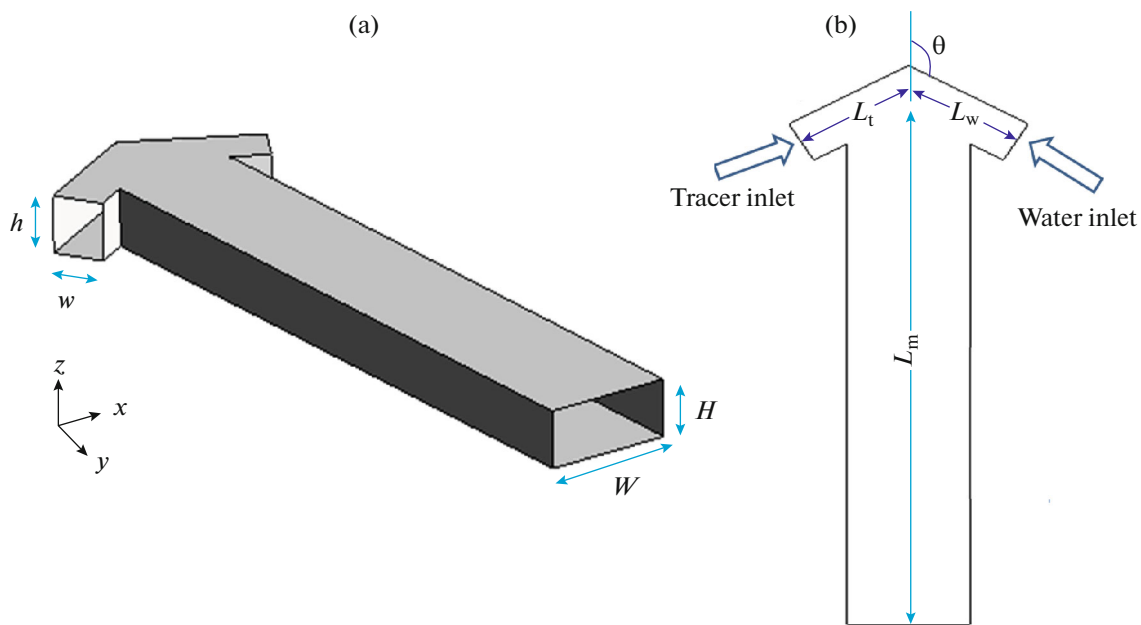 (a)
h
w
z
x
y
H
W
(b)
θ
Lt
Lw
Tracer inlet
Water inlet
Lm